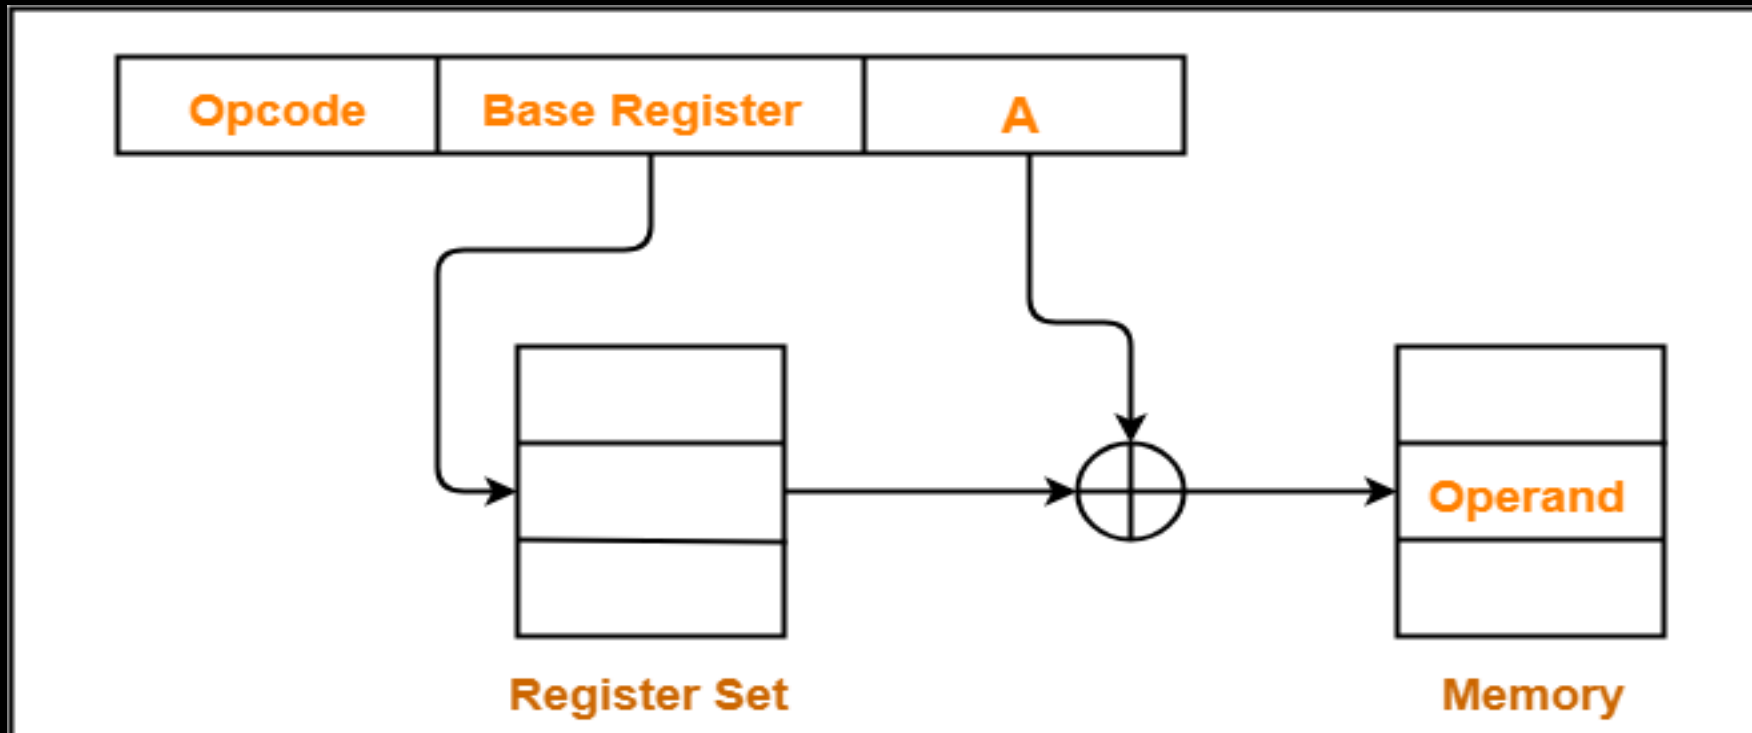 Opcode
Base Register
A
Operand
Register Set
Memory